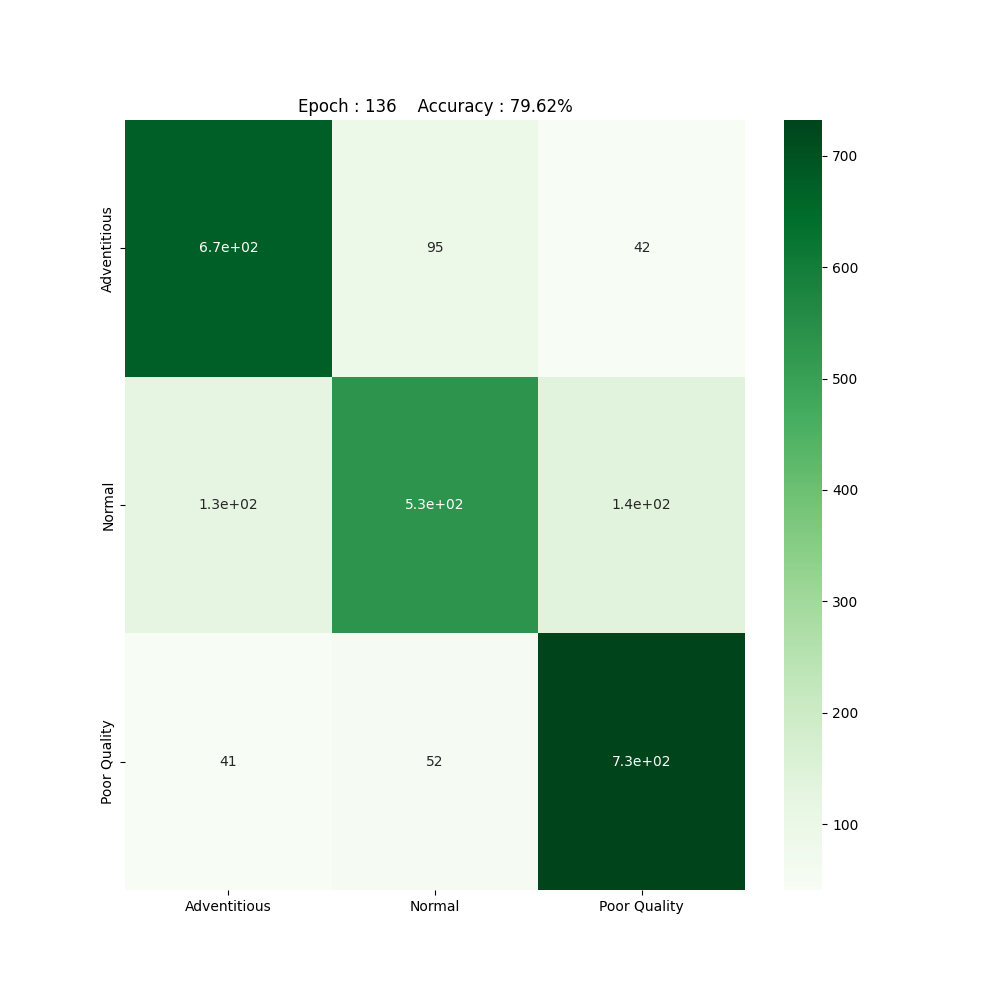 Epoch : 136    Accuracy : 79.62%
Adventitious
6.7e+02
95
42
Normal
1.3e+02
5.3e+02
1.4e+02
Poor Quality
41
52
7.3e+02
Adventitious
Normal
Poor Quality
700
600
500
400
300
200
100